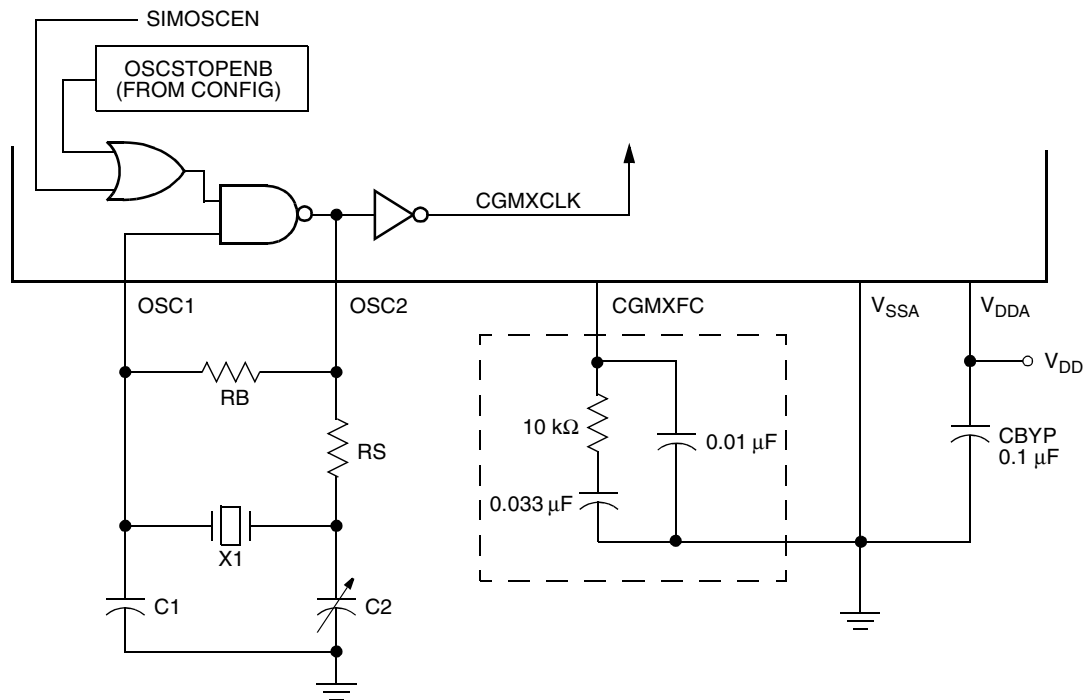 SIMOSCEN
OSCSTOPENB
(FROM CONFIG)
CGMXCLK
OSC1
OSC2
CGMXFC
VSSA
VDDA
VDD
RB
10 kΩ
RS
0.01 µF
CBYP
0.1 µF
0.033 µF
X1
C1
C2